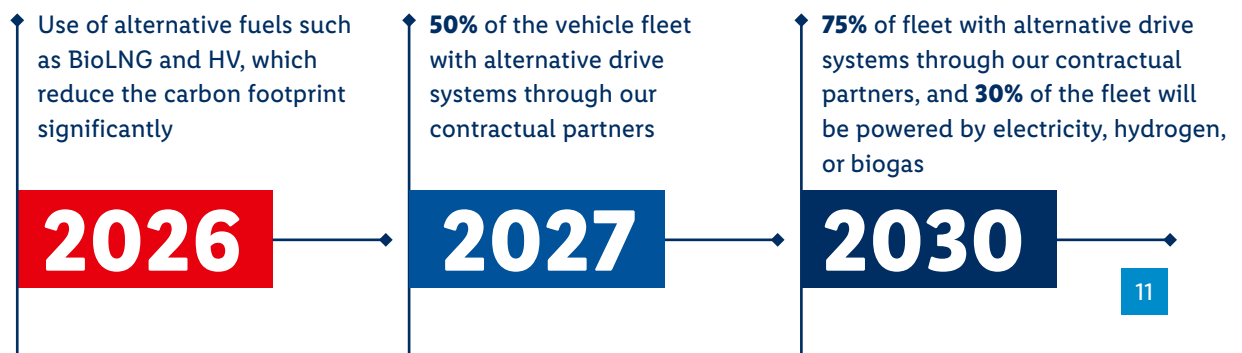 Use of alternative fuels such
as BioLNG and HV, which
reduce the carbon footprint
significantly
2026
50% of the vehicle fleet
with alternative drive
systems through our
contractual partners
2027
75% of fleet with alternative drive
systems through our contractual
partners, and 30% of the fleet will
be powered by electricity, hydrogen,
or biogas
2030
11